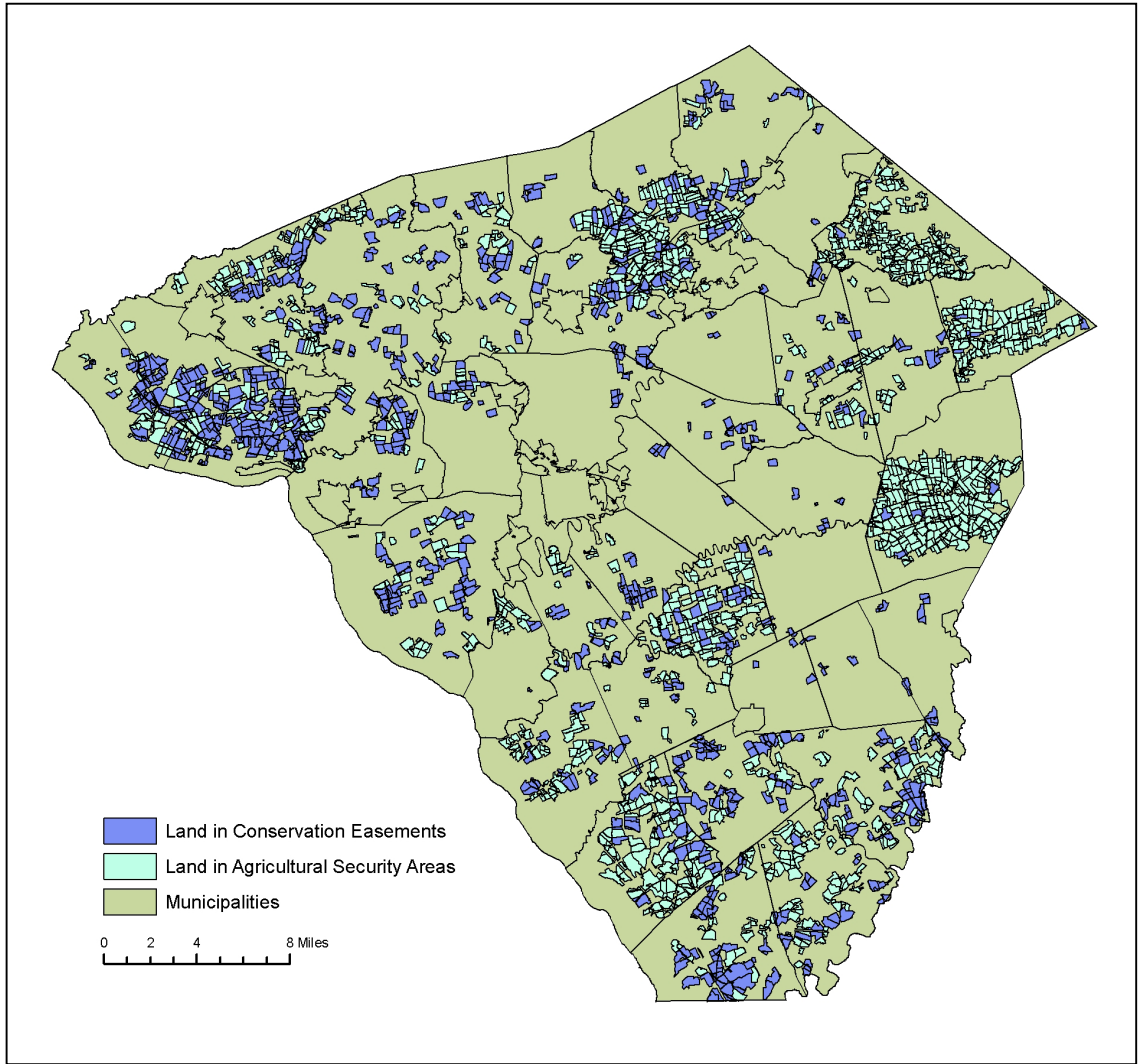 Land in Conservation Easements
Land in Agricultural Security Areas
Municipalities
0 2 4 8 Miles